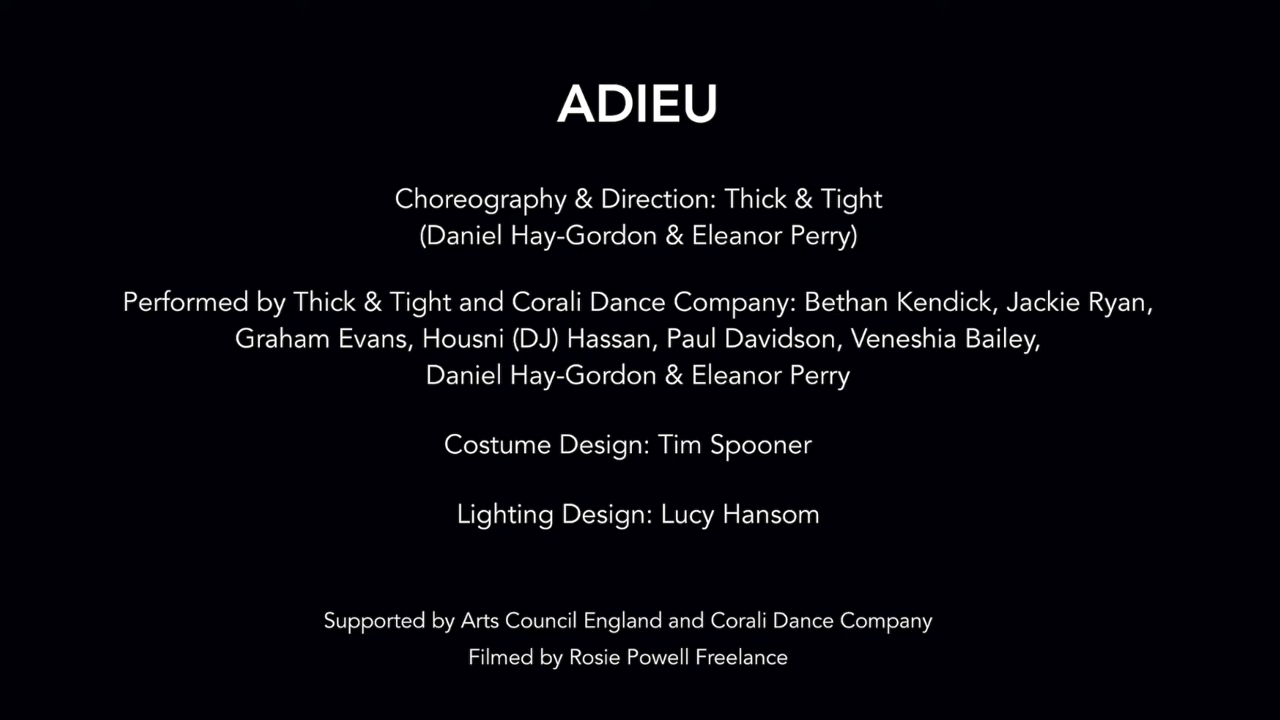 ADIEU
Choreography & Direction: Thick & Tight
(Daniel Hay-Gordon & Eleanor Perry)
Performed by Thick & Tight and Corali Dance Company: Bethan Kendick, Jackie Ryan,
Graham Evans, Housni (DJ) Hassan, Paul Davidson, Veneshia Bailey,
Daniel Hay-Gordon & Eleanor Perry
Costume Design: Tim Spooner
Lighting Design: Lucy Hansom
Supported by Arts Council England and Corali Dance Company
Filmed by Rosie Powell Freelance